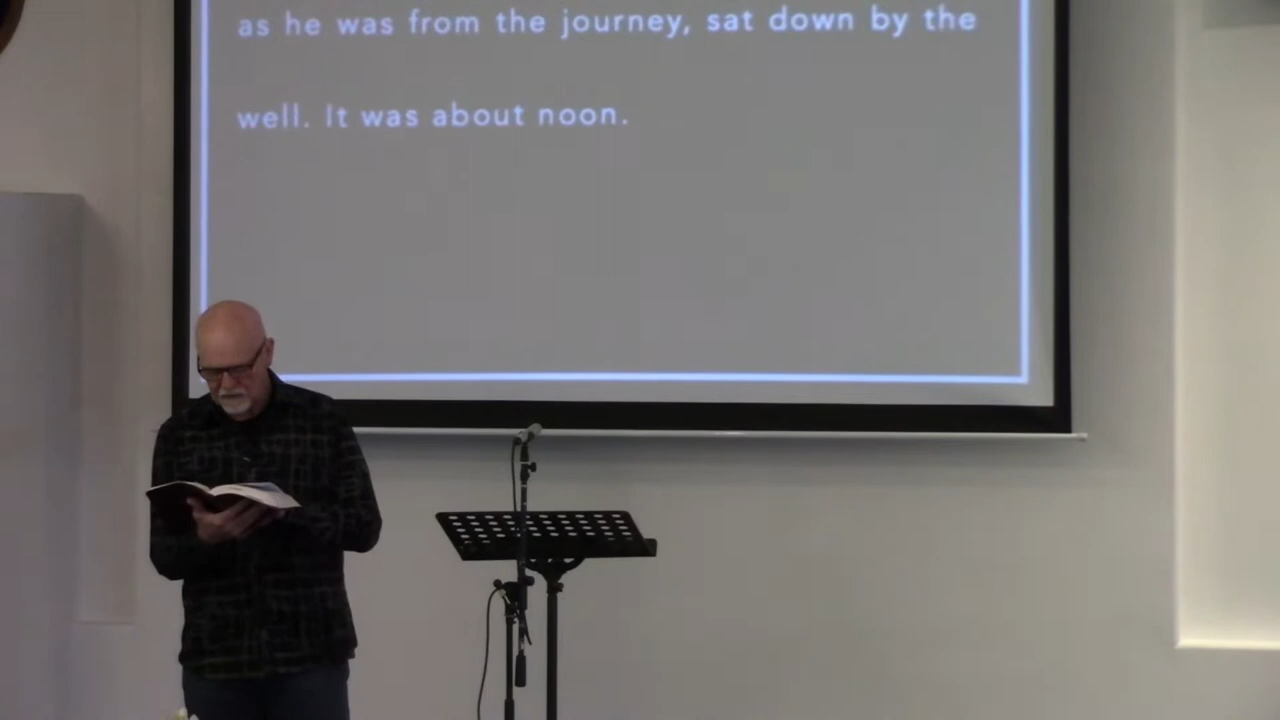 as he was from the journey, sat down by the
well. It was about noon.